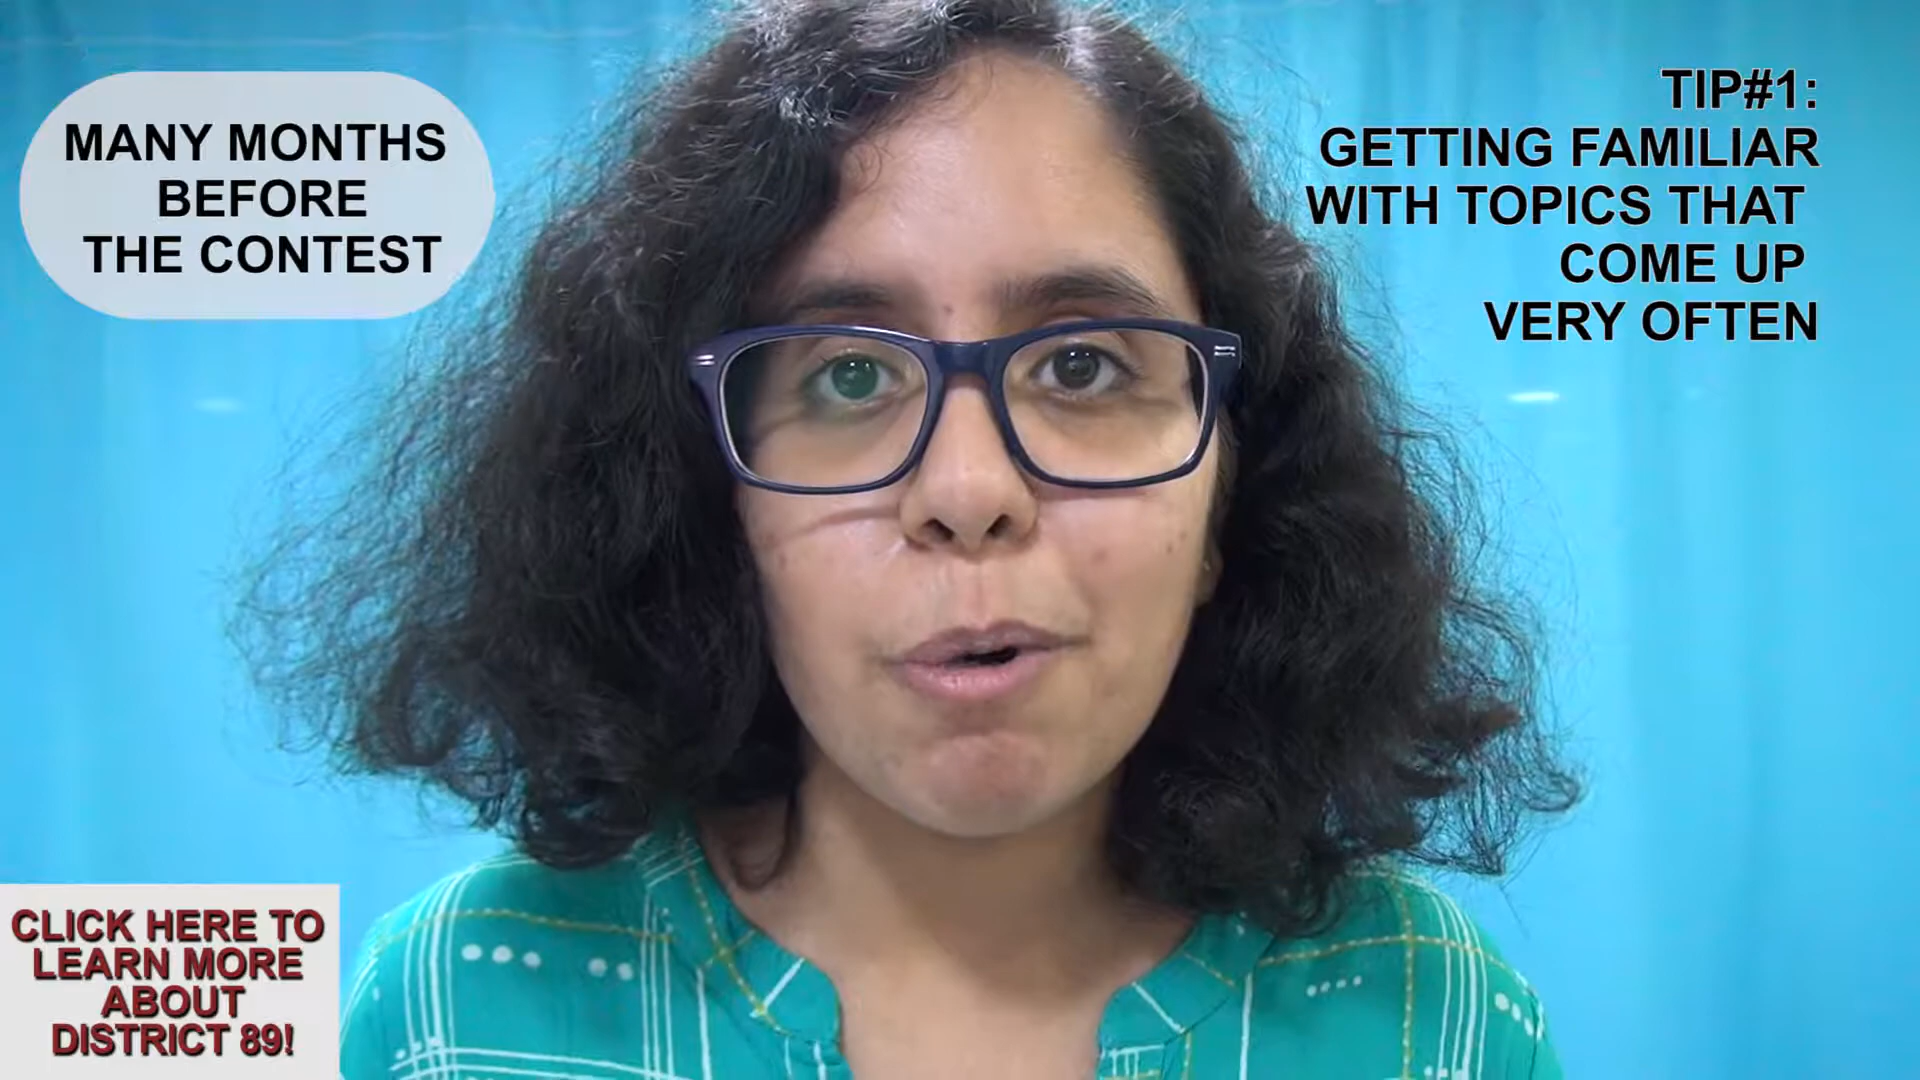 MANY MONTHS
BEFORE
THE CONTEST
TIP#1:
GETTING FAMILIAR
WITH TOPICS THAT
COME UP
VERY OFTEN
CLICK HERE TO
LEARN MORE
ABOUT
DISTRICT 89!